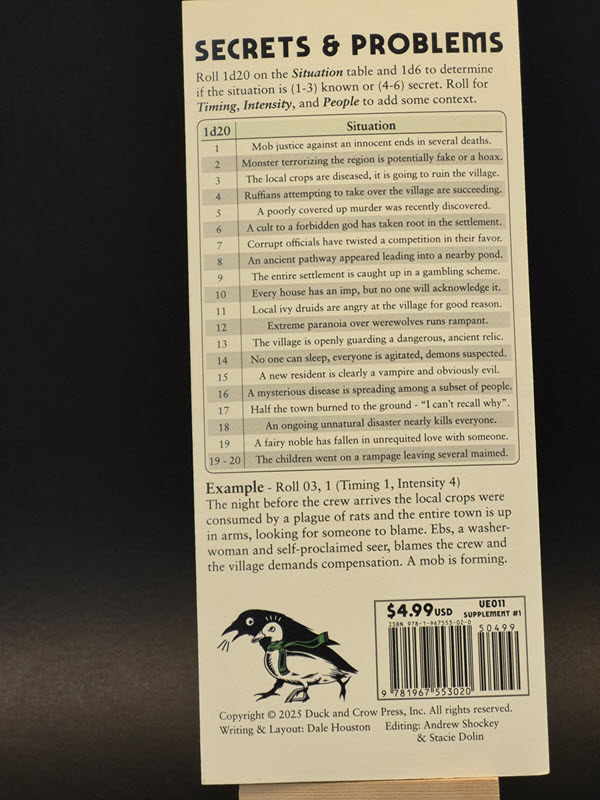 SECRETS & PROBLEMS
Roll 1d20 on the Situation table and 1d6 to determine
if the situation is (1-3) known or (4-6) secret. Roll for
Timing, Intensity, and People to add some context.
1d20 Situation
1 Mob justice against an innocent ends in several deaths.
2 Monster terrorizing the region is potentially fake or a hoax.
3 The local crops are diseased, it is going to ruin the village.
4 Ruffians attempting to take over the village are succeeding.
5 A poorly covered up murder was recently discovered.
6 A cult to a forbidden god has taken root in the settlement.
7 Corrupt officials have twisted a competition in their favor.
8 An ancient pathway appeared leading into a nearby pond.
9 The entire settlement is caught up in a gambling scheme.
10 Every house has an imp, but no one will acknowledge it.
11 Local ivy druids are angry at the village for good reason.
12 Extreme paranoia over werewolves runs rampant.
13 The village is openly guarding a dangerous, ancient relic.
14 No one can sleep, everyone is agitated, demons suspected.
15 A new resident is clearly a vampire and obviously evil.
16 A mysterious disease is spreading among a subset of people.
17 Half the town burned to the ground - “I can't recall why”.
18 An ongoing unnatural disaster nearly kills everyone.
19 A fairy noble has fallen in unrequited love with someone.
19 - 20 The children went on a rampage leaving several maimed.
Example - Roll 03, 1 (Timing 1, Intensity 4)
The night before the crew arrives the local crops were
consumed by a plague of rats and the entire town is up
in arms, looking for someone to blame. Ebs, a washer-
woman and self-proclaimed seer, blames the crew and
the village demands compensation. A mob is forming.
$4.99 USD UE011
SUPPLEMENT #1
ISBN 978-1-967553-02-0 50499
9 781967 553020
Copyright © 2025 Duck and Crow Press, Inc. All rights reserved.
Writing & Layout: Dale Houston Editing: Andrew Shockey
& Stacie Dolin